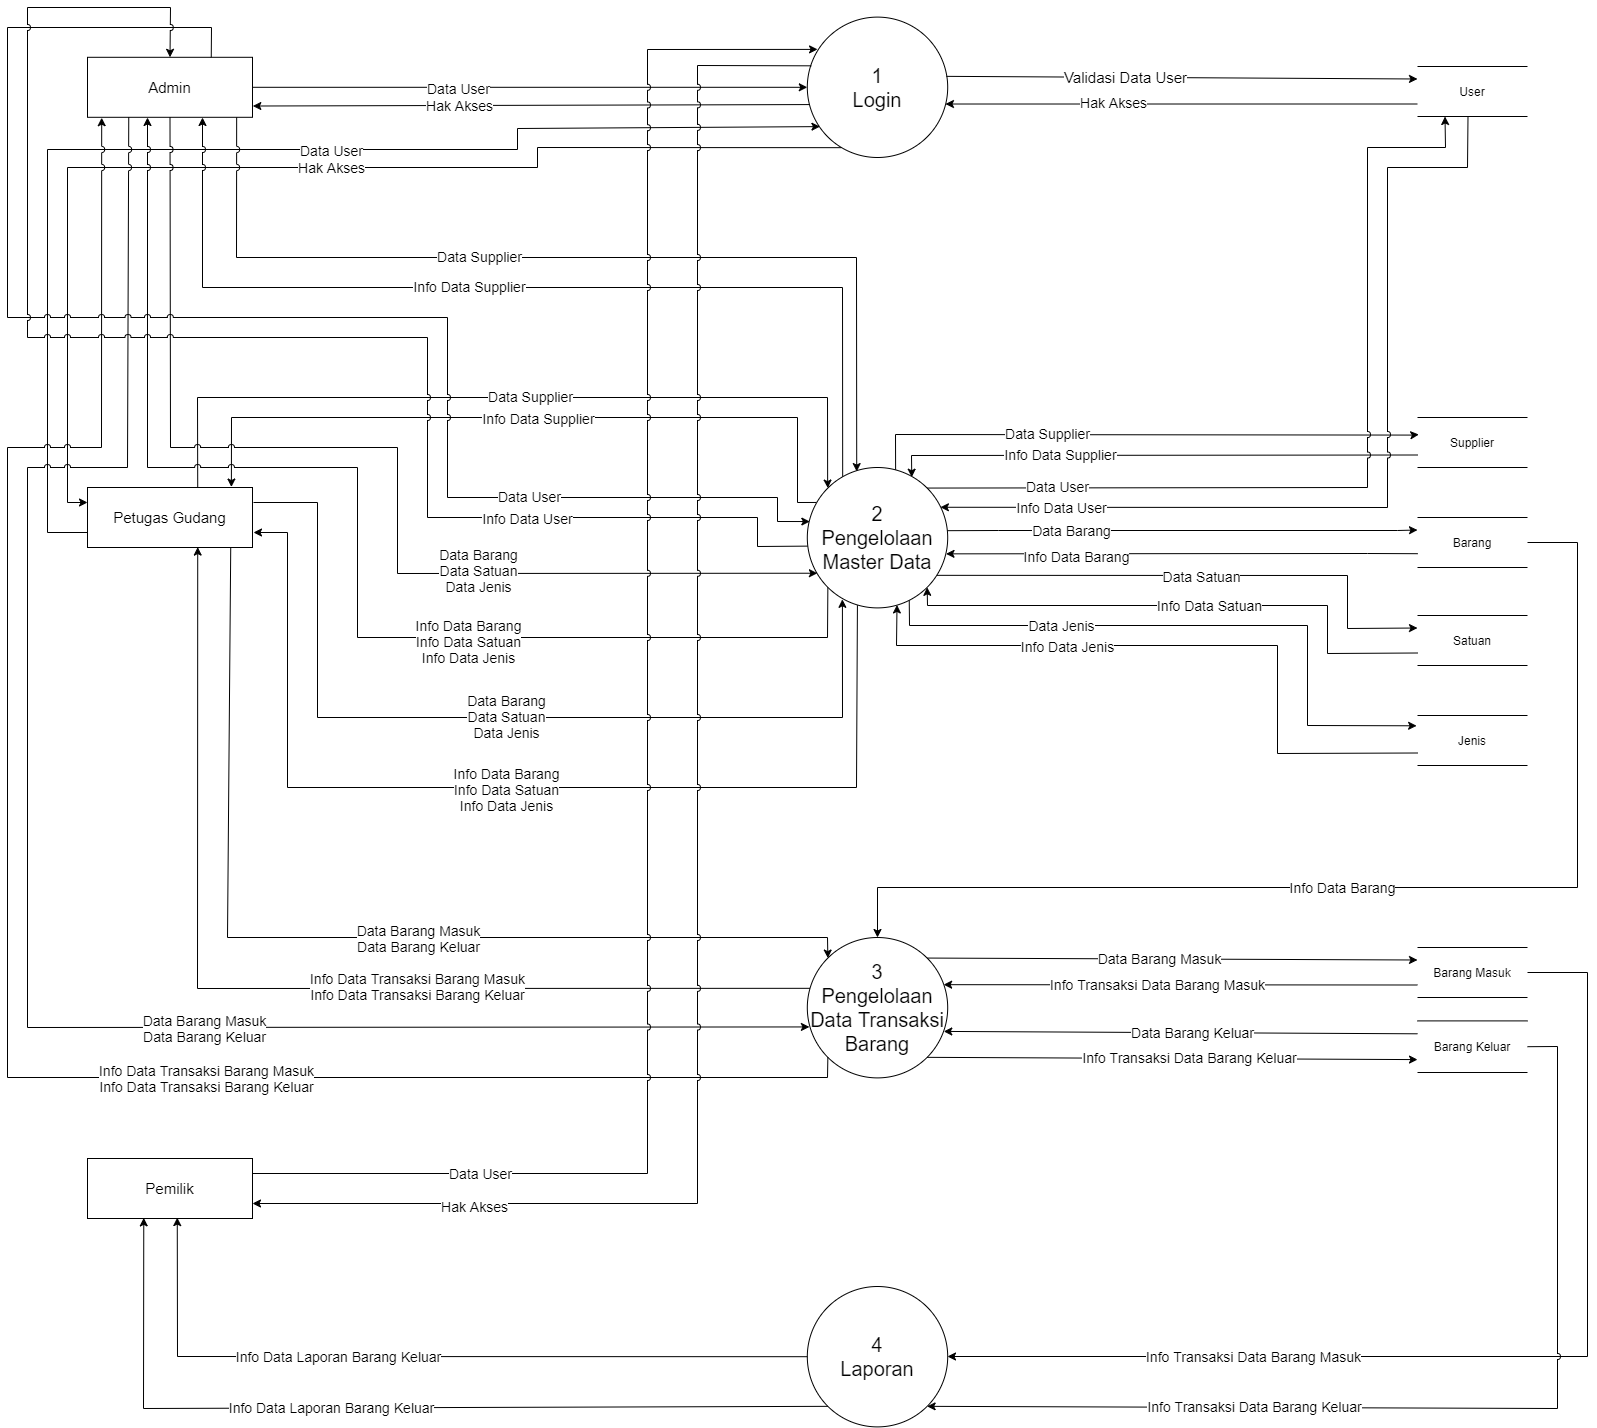 1
Login
Admin
Validasi Data User
User
Data User
Hak Akses
Hak Akses
Data User
Hak Akses
Data Supplier
Info Data Supplier
Data Supplier
Info Data Supplier
Data Supplier
Info Data Supplier
Supplier
Data User
Info Data User
Data User
Info Data User
Petugas Gudang
2
Pengelolaan
Master Data
Data Barang
Info Data Barang
Barang
Data Barang
Data Satuan
Data Jenis
Data Satuan
Info Data Satuan
Satuan
Info Data Barang
Info Data Satuan
Info Data Jenis
Data Jenis
Info Data Jenis
Jenis
Data Barang
Data Satuan
Data Jenis
Info Data Barang
Info Data Satuan
Info Data Jenis
Info Data Barang
Data Barang Masuk
Data Barang Keluar
Info Data Transaksi Barang Masuk
Info Data Transaksi Barang Keluar
3
Pengelolaan
Data Transaksi
Barang
Data Barang Masuk
Info Transaksi Data Barang Masuk
Barang Masuk
Data Barang Masuk
Data Barang Keluar
Data Barang Keluar
Info Transaksi Data Barang Keluar
Barang Keluar
Info Data Transaksi Barang Masuk
Info Data Transaksi Barang Keluar
Pemilik
Data User
Hak Akses
4
Laporan
Info Data Laporan Barang Keluar
Info Transaksi Data Barang Masuk
Info Data Laporan Barang Keluar
Info Transaksi Data Barang Keluar